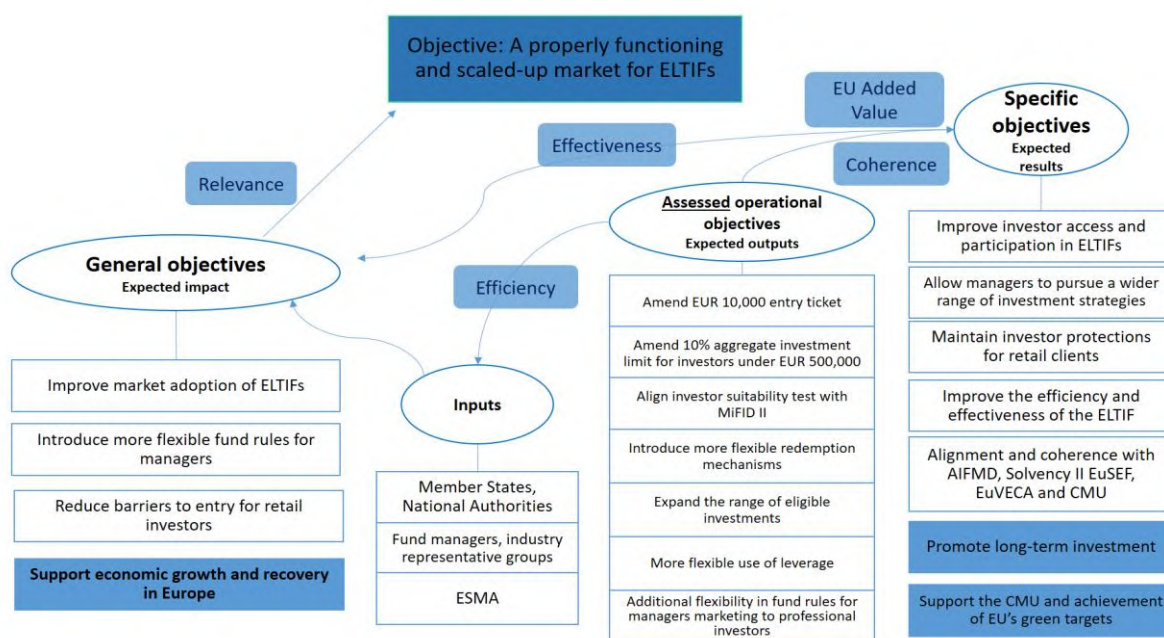 Objective: A properly functioning
and scaled-up market for ELTIFs
EU Added
Value
Specific
objectives
Expected
results
Effectiveness
Coherence
Relevance
Assessed operational
objectives
Expected outputs
General objectives
Expected impact
Efficiency
Inputs
Improve market adoption of ELTIFs
Introduce more flexible fund rules for
managers
Reduce barriers to entry for retail
investors
Support economic growth and recovery
in Europe
Member States,
National Authorities
Fund managers, industry
representative groups
ESMA
Amend EUR 10,000 entry ticket
Amend 10% aggregate investment
limit for investors under EUR 500,000
Align investor suitability test with
MiFID II
Introduce more flexible redemption
mechanisms
Expand the range of eligible
investments
More flexible use of leverage
Additional flexibility in fund rules for
managers marketing to professional
investors
Improve investor access and
participation in ELTIFs
Allow managers to pursue a wider
range of investment strategies
Maintain investor protections
for retail clients
Improve the efficiency and
effectiveness of the ELTIF
Alignment and coherence with
AIFMD, Solvency II EuSEF,
EuVECA and CMU
Promote long-term investment
Support the CMU and achievement
of EU's green targets